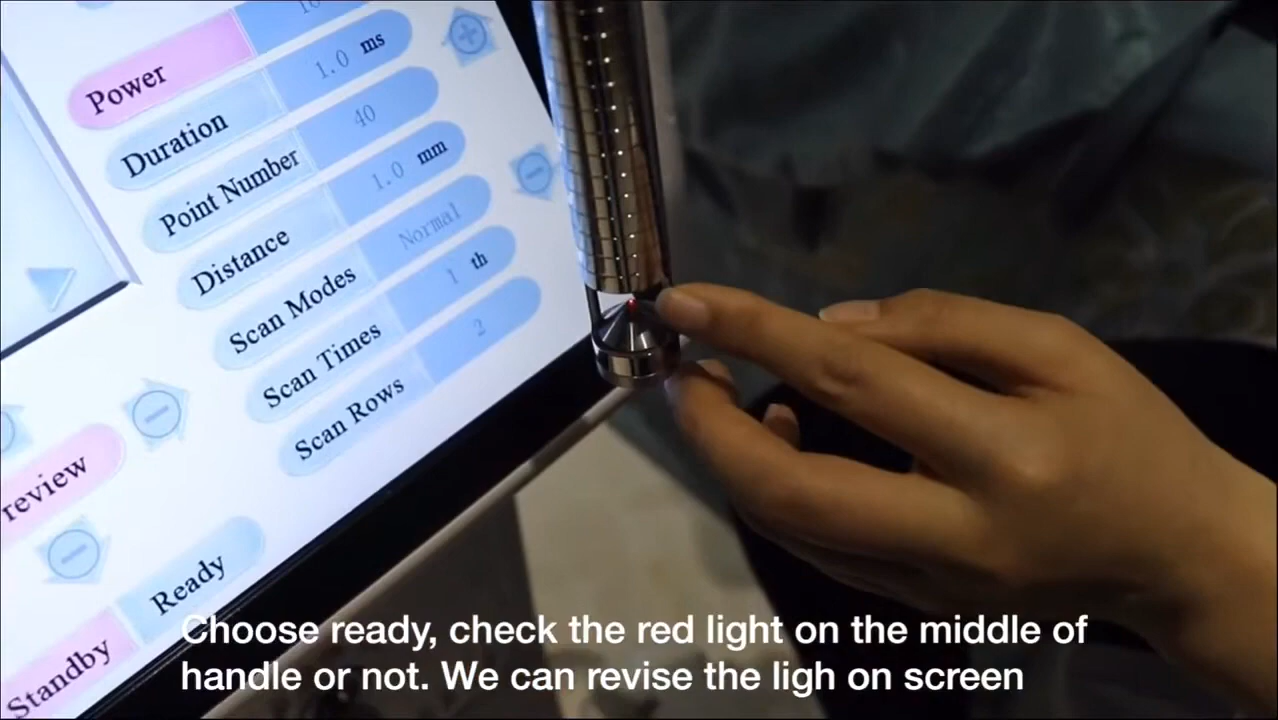 Power
Duration 1.0 ms
Point Number 40
Distance 1.0 mm
Scan Modes Normal
Scan Times 1 th
Scan Rows 2
review
Ready
Standby
Choose ready, check the red light on the middle of
handle or not. We can revise the ligh on screen